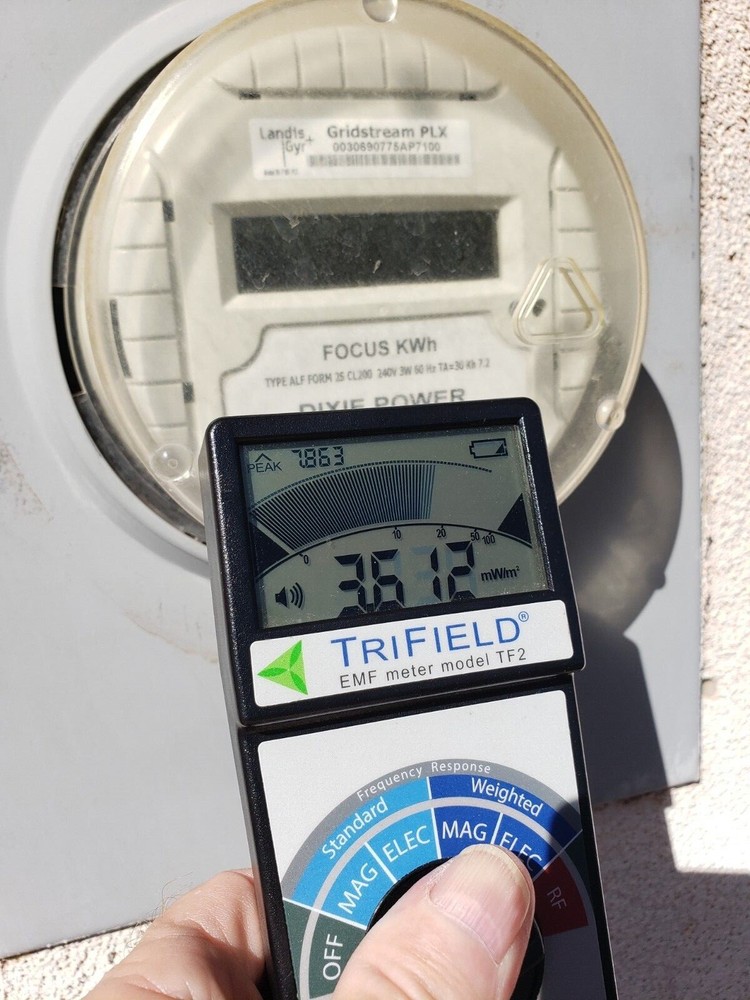 Landis
Gyr+
Gridstream PLX
0030690775AP7100
FOCUS KWh
TYPE ALF FORM 2S CL200 240V 3W 60 Hz TA=30 Kh 7.2
DIXIE POWER
PEAK 7.863
0 10 20 50 100
3.612 mW/m²
TRIFIELD®
EMF meter model TF2
Frequency Response
Standard
Weighted
OFF
MAG
ELEC
MAG
ELEC
RF